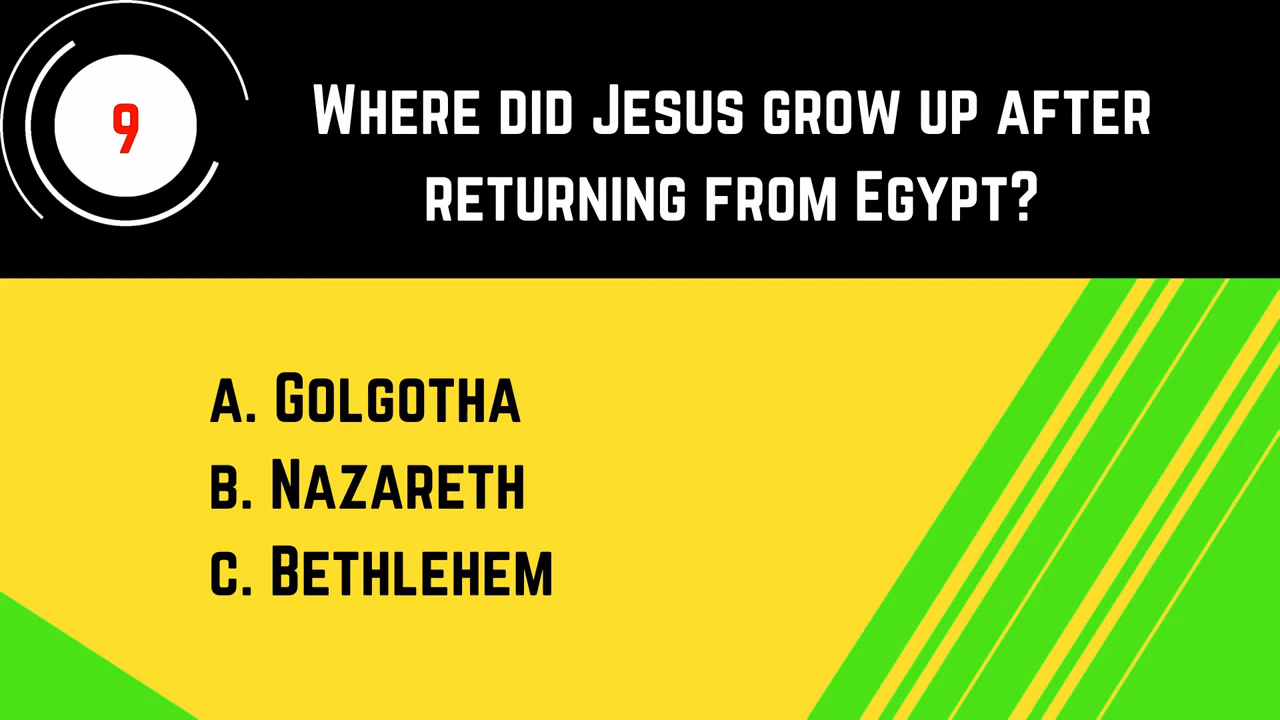 9
Where did Jesus grow up after
returning from Egypt?
a. Golgotha
b. Nazareth
c. Bethlehem